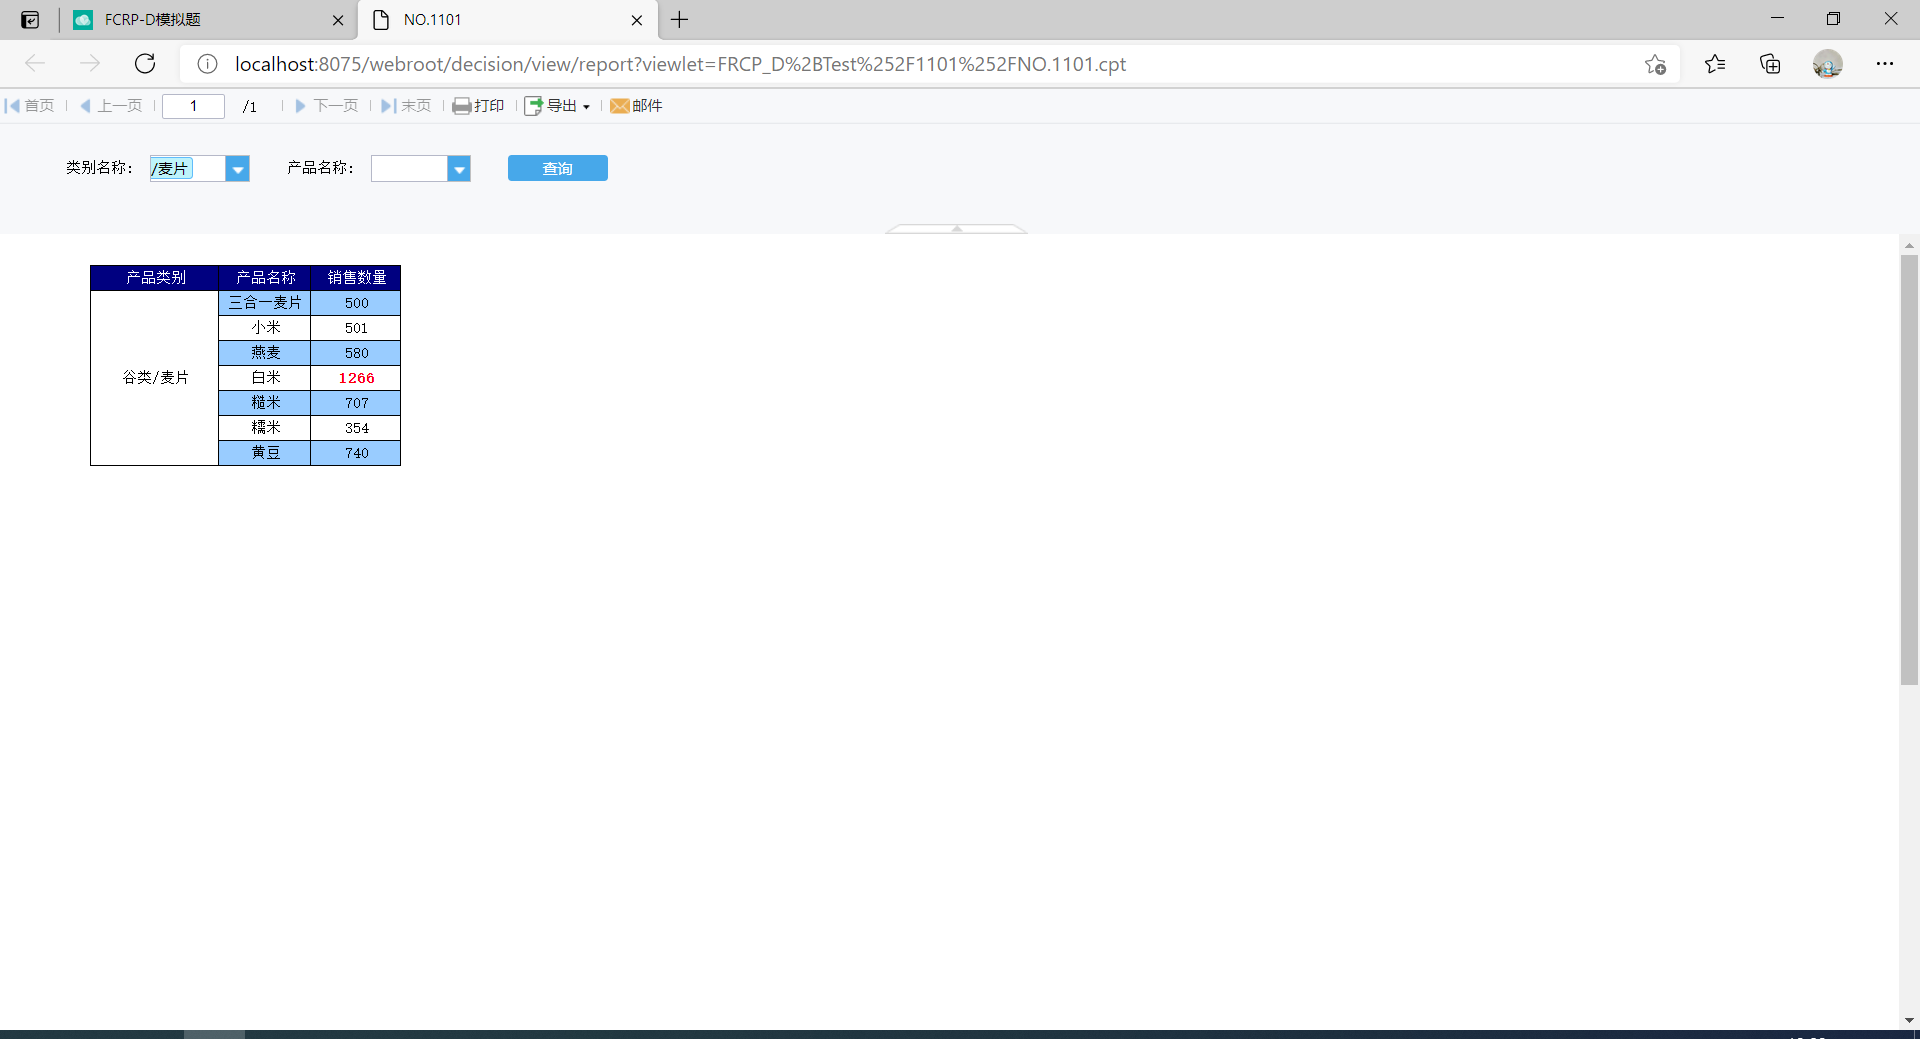 FCRP-D模拟题
NO.1101
localhost:8075/webroot/decision/view/report?viewlet=FRCP_D%2BTest%252F1101%252FNO.1101.cpt
首页 上一页 1 /1 下一页 末页 打印 导出 邮件
类别名称： /麦片 产品名称： 查询
产品类别 产品名称 销售数量
三合一麦片 500
小米 501
燕麦 580
谷类/麦片 白米 1266
糙米 707
糯米 354
黄豆 740